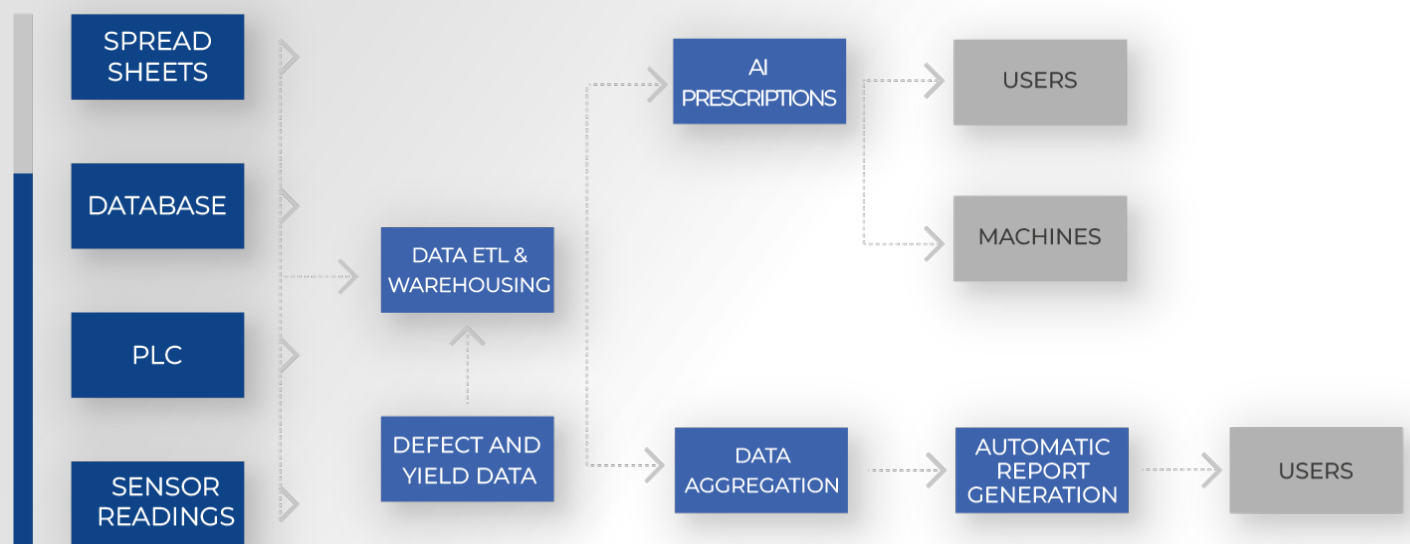 SPREAD
SHEETS
DATABASE
PLC
SENSOR
READINGS
DATA ETL &
WAREHOUSING
DEFECT AND
YIELD DATA
AI
PRESCRIPTIONS
USERS
MACHINES
DATA
AGGREGATION
AUTOMATIC
REPORT
GENERATION
USERS